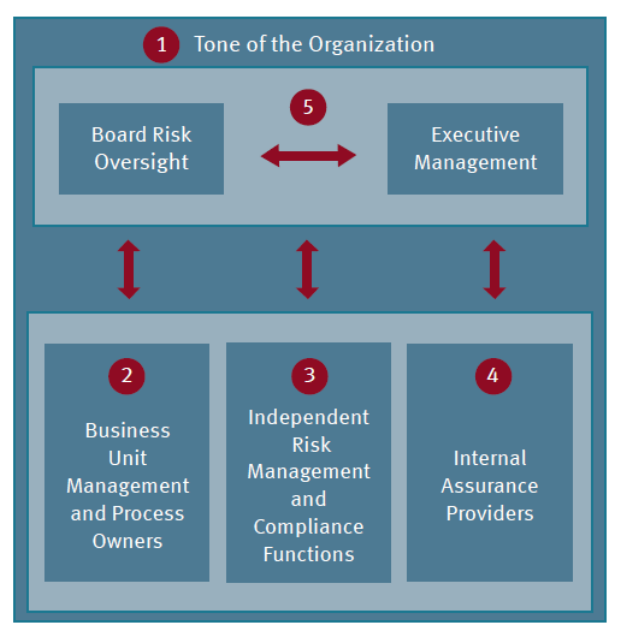 1 Tone of the Organization
5
Board Risk
Oversight
Executive
Management
2
Business
Unit
Management
and Process
Owners
3
Independent
Risk
Management
and
Compliance
Functions
4
Internal
Assurance
Providers